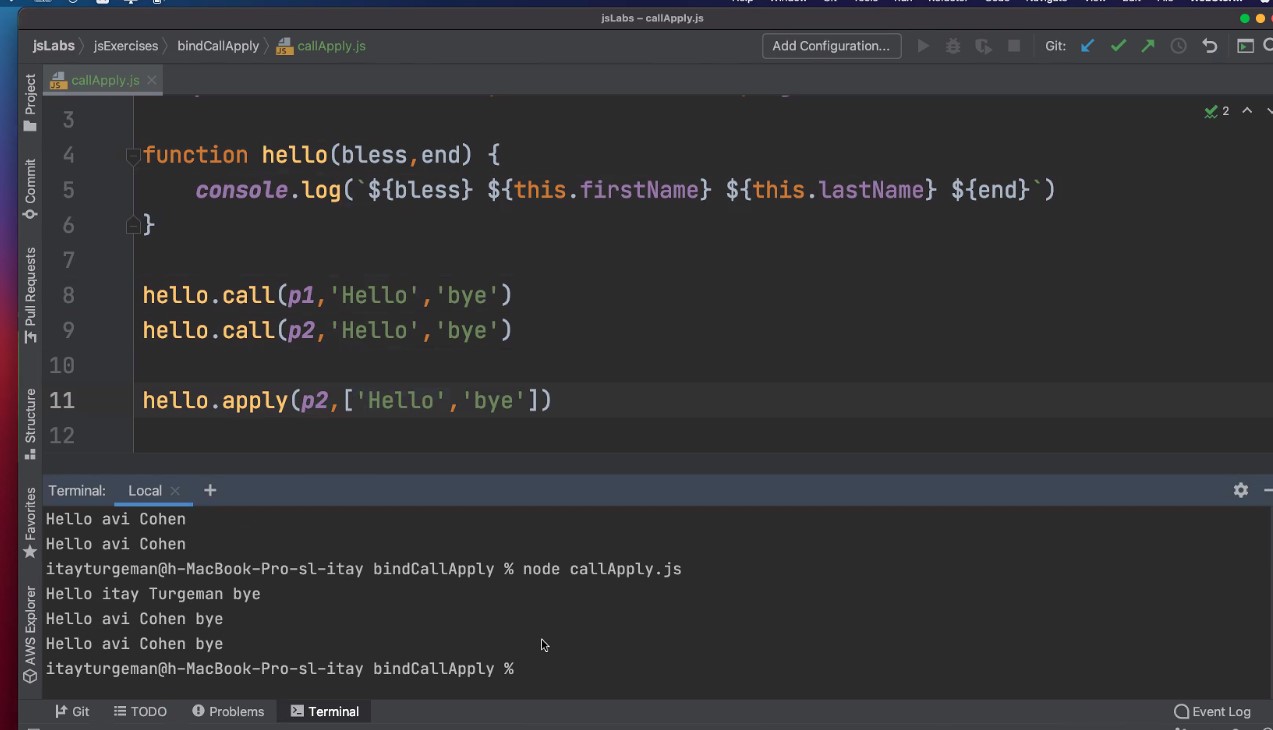 jsLabs – callApply.js
jsLabs jsExercises bindCallApply callApply.js Add Configuration... Git:
callApply.js
2
Project
Commit
Pull Requests
Structure
Favorites
AWS Explorer
3
4 function hello(bless,end) {
5 console.log(`${bless} ${this.firstName} ${this.lastName} ${end}`)
6 }
7
8 hello.call(p1,'Hello','bye')
9 hello.call(p2,'Hello','bye')
10
11 hello.apply(p2,['Hello','bye'])
12
Terminal: Local +
Hello avi Cohen
Hello avi Cohen
itayturgeman@h-MacBook-Pro-sl-itay bindCallApply % node callApply.js
Hello itay Turgeman bye
Hello avi Cohen bye
Hello avi Cohen bye
itayturgeman@h-MacBook-Pro-sl-itay bindCallApply %
Git TODO Problems Terminal Event Log